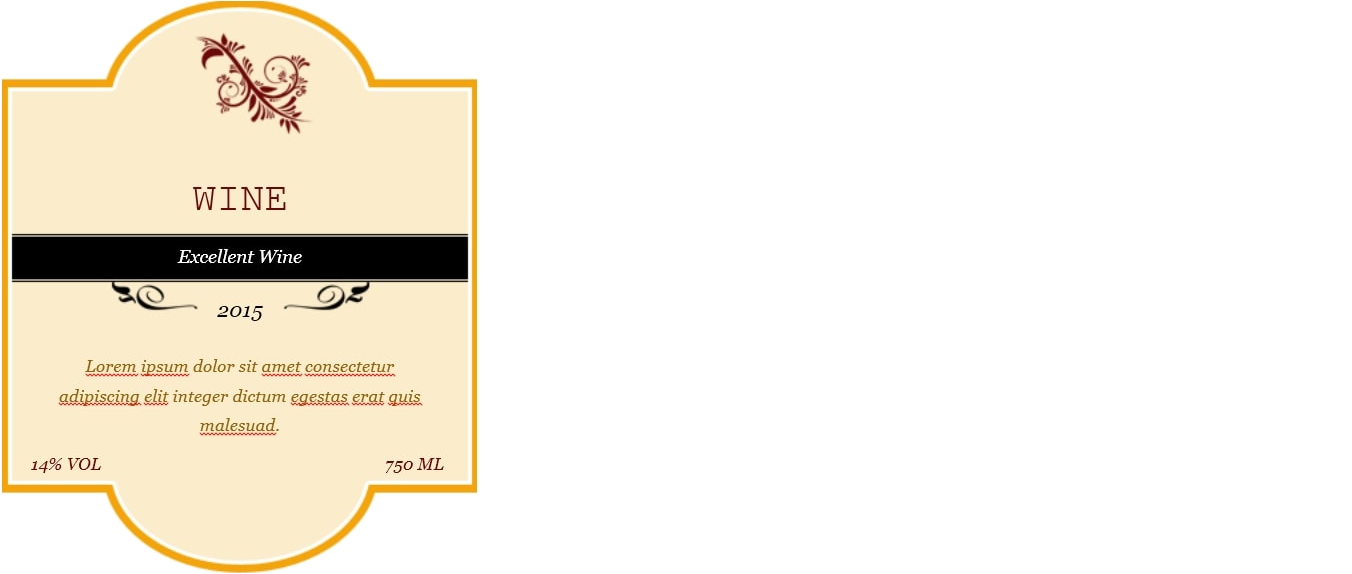 WINE
Excellent Wine
2015
Lorem ipsum dolor sit amet consectetur
adipiscing elit integer dictum egestas erat quis
malesuad.
14% VOL 750 ML